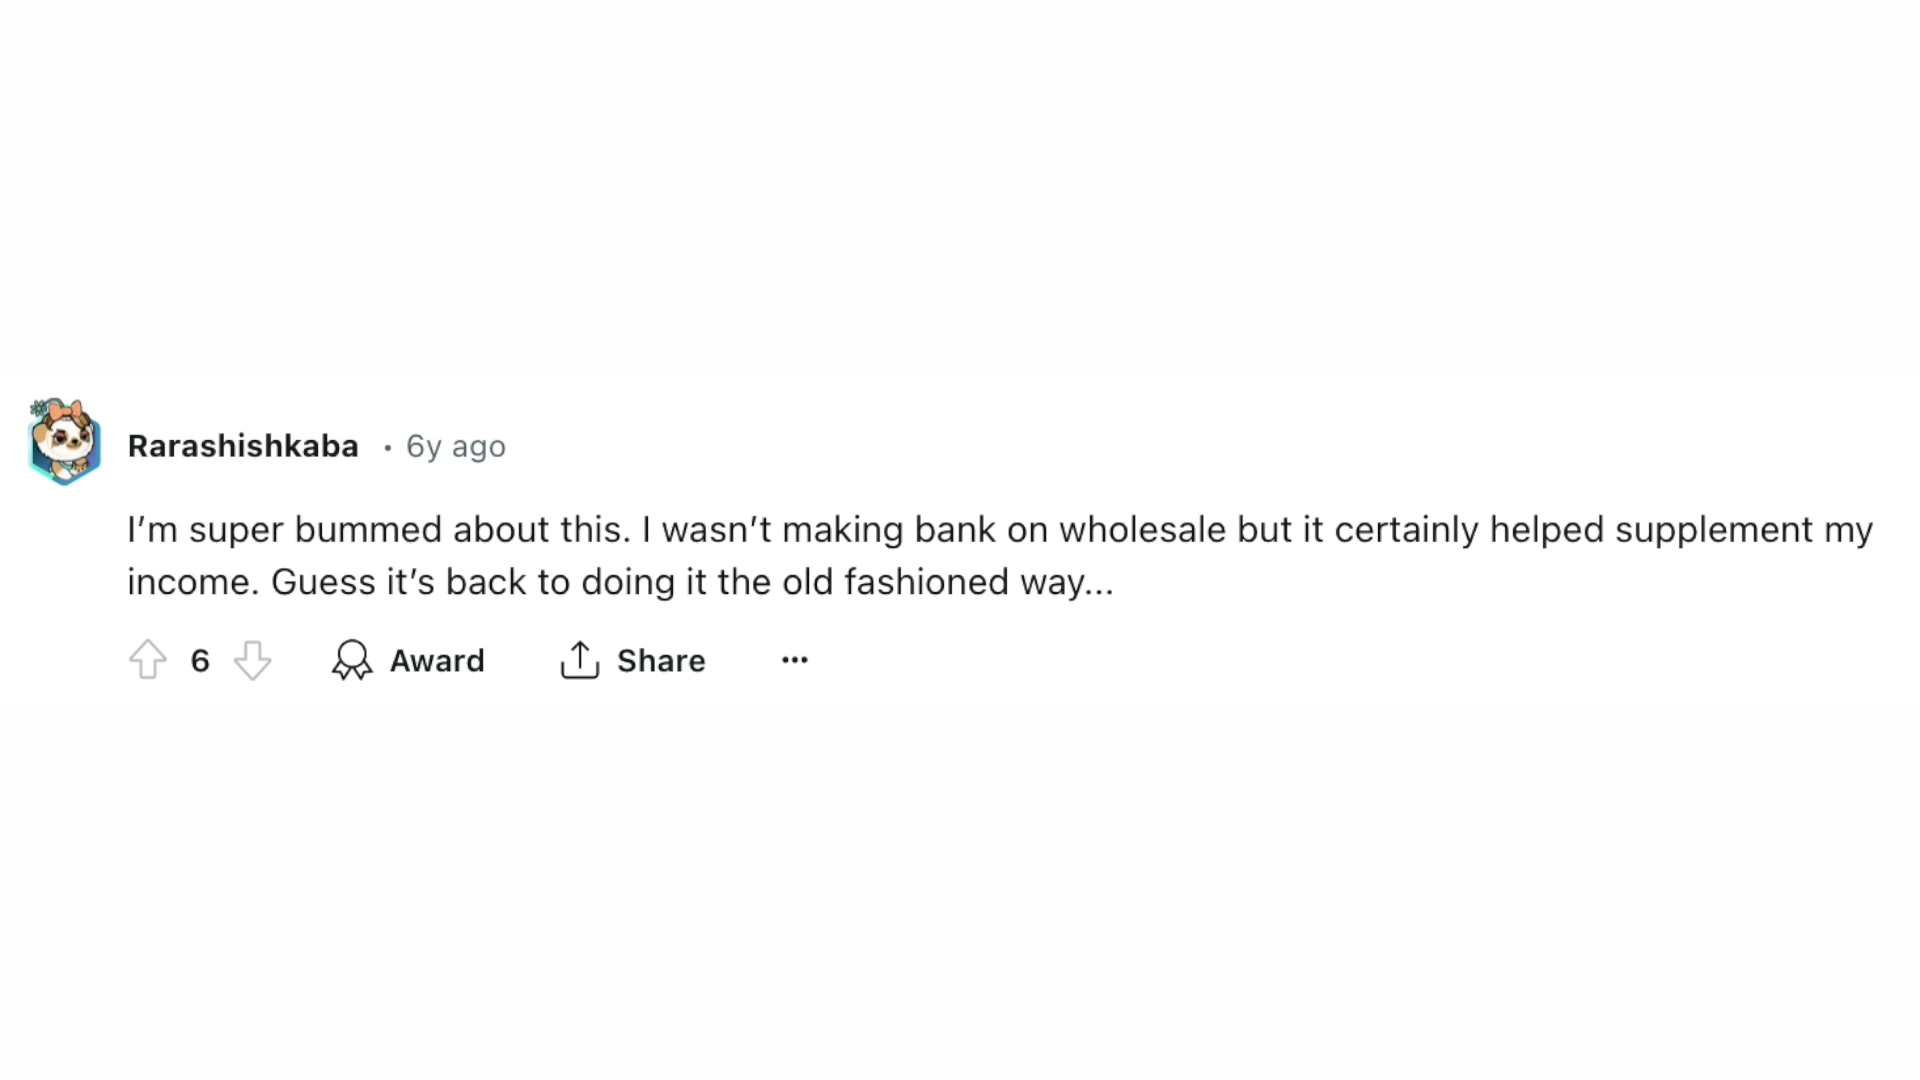 Rarashishkaba • 6y ago
I’m super bummed about this. I wasn’t making bank on wholesale but it certainly helped supplement my
income. Guess it’s back to doing it the old fashioned way...
6 Award Share ...